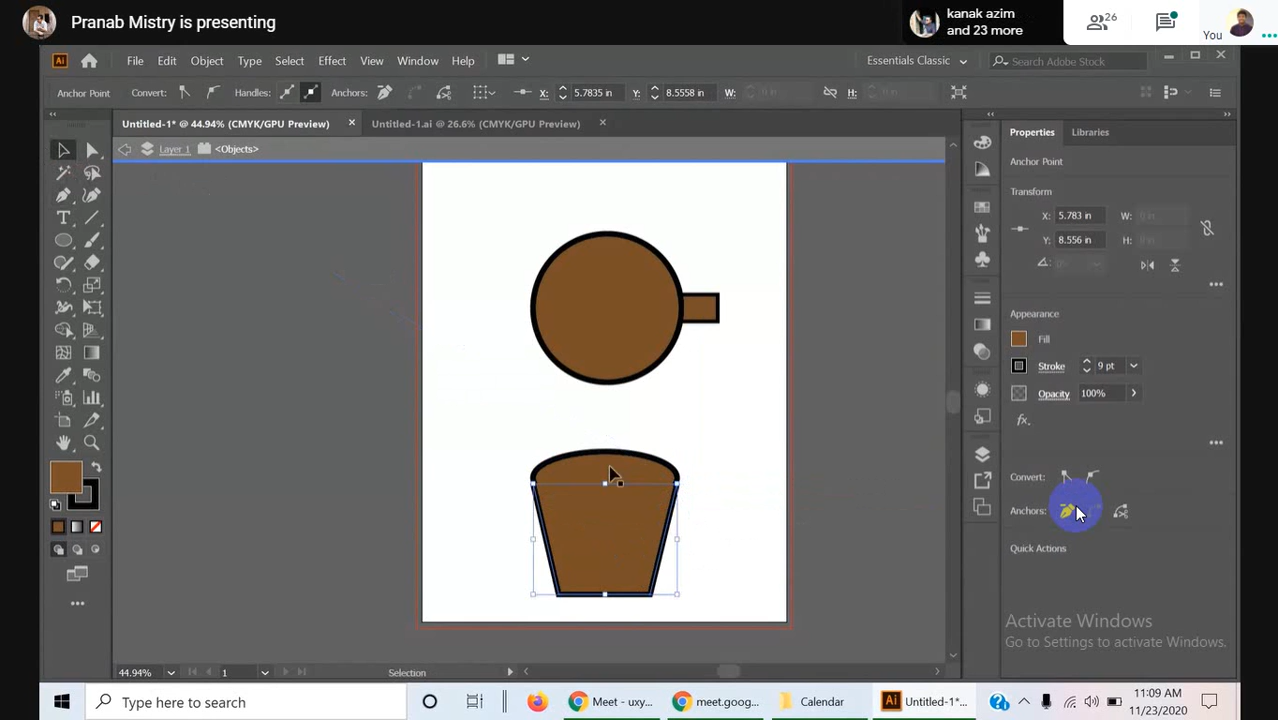 Pranab Mistry is presenting
kanak azim
and 23 more
26
You
Ai File Edit Object Type Select Effect View Window Help
Essentials Classic
Search Adobe Stock
Anchor Point Convert: Handles: Anchors: X: 5.7835 in Y: 8.5558 in W: H:
Untitled-1* @ 44.94% (CMYK/GPU Preview)
Untitled-1.ai @ 26.6% (CMYK/GPU Preview)
Layer 1 <Objects>
Properties Libraries
Anchor Point
Transform
X: 5.783 in W:
Y: 8.556 in H:
Appearance
Fill
Stroke 9 pt
Opacity 100%
fx.
Convert:
Anchors:
Quick Actions
Activate Windows
Go to Settings to activate Windows.
44.94% 1 Selection
Type here to search
Meet - uxy...
meet.goog...
Calendar
Ai Untitled-1*...
11:09 AM
11/23/2020